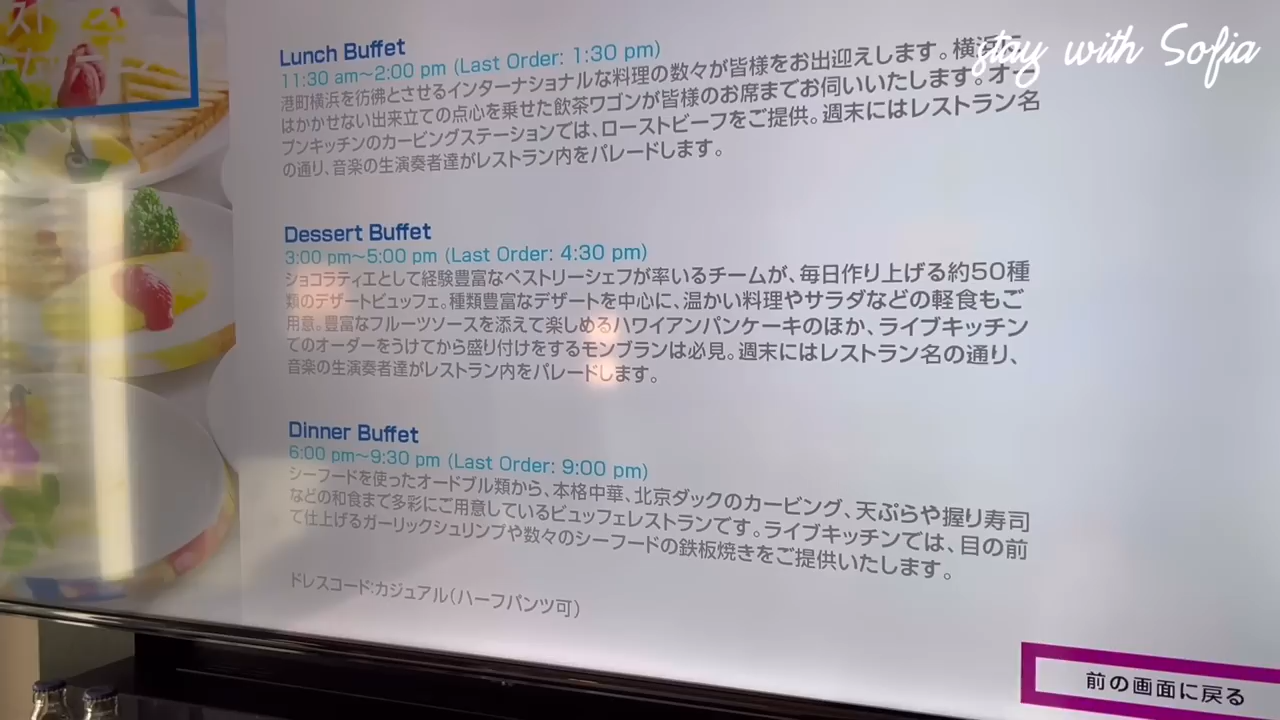 スト
stay with Sofia
Lunch Buffet
11:30 am～2:00 pm (Last Order: 1:30 pm)
港町横浜を彷彿とさせるインターナショナルな料理の数々が皆様をお出迎えします。横浜
はかかせない出来立ての点心を乗せた飲茶ワゴンが皆様のお席までお伺いいたします。オー
プンキッチンのカービングステーションでは、ローストビーフをご提供。週末にはレストラン名
の通り、音楽の生演奏者達がレストラン内をパレードします。
Dessert Buffet
3:00 pm～5:00 pm (Last Order: 4:30 pm)
ショコラティエとして経験豊富なペストリーシェフが率いるチームが、毎日作り上げる約50種
類のデザートビュッフェ。種類豊富なデザートを中心に、温かい料理やサラダなどの軽食もご
用意。豊富なフルーツソースを添えて楽しめるハワイアンパンケーキのほか、ライブキッチン
でのオーダーをうけてから盛り付けをするモンブランは必見。週末にはレストラン名の通り、
音楽の生演奏者達がレストラン内をパレードします。
Dinner Buffet
6:00 pm～9:30 pm (Last Order: 9:00 pm)
シーフードを使ったオードブル類から、本格中華、北京ダックのカービング、天ぷらや握り寿司
などの和食まで多彩にご用意しているビュッフェレストランです。ライブキッチンでは、目の前
で仕上げるガーリックシュリンプや数々のシーフードの鉄板焼きをご提供いたします。
ドレスコード:カジュアル(ハーフパンツ可)
前の画面に戻る